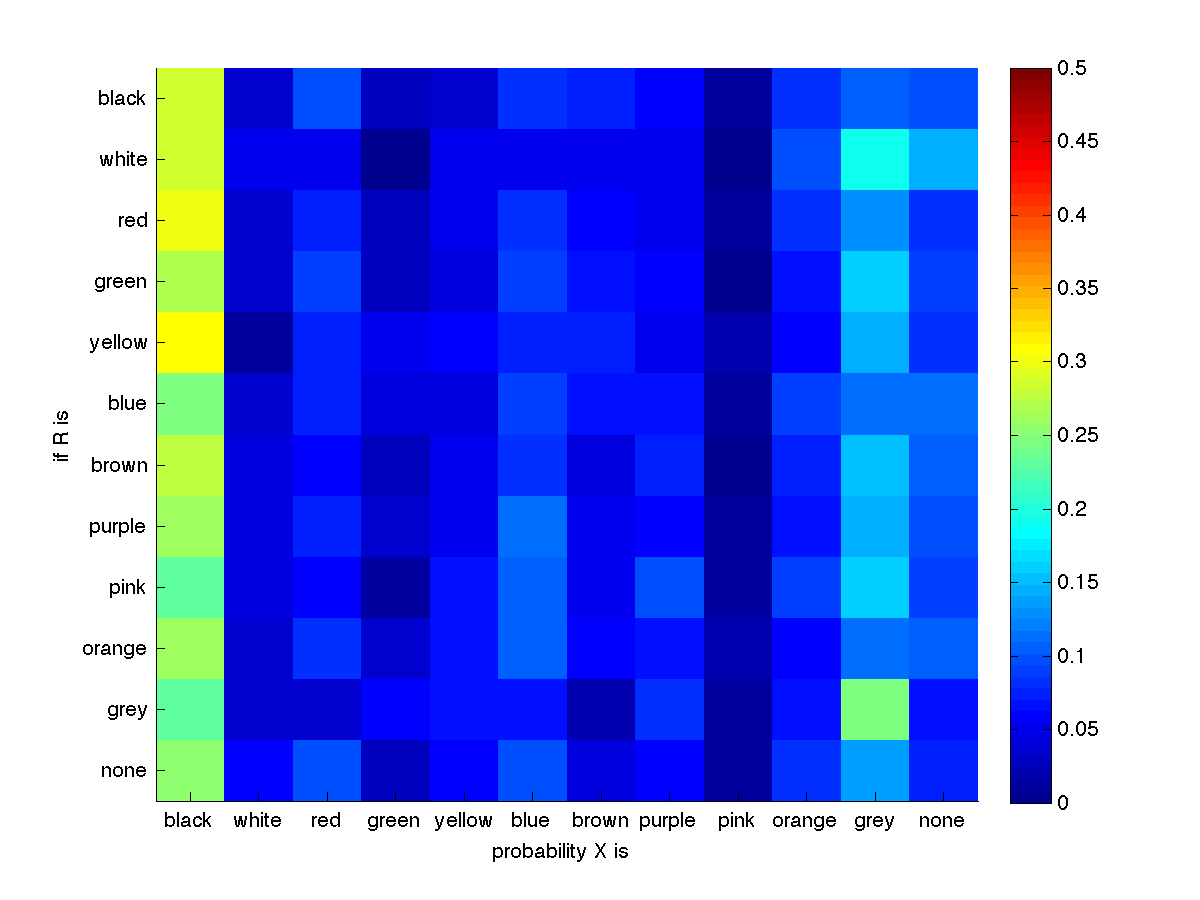 black
white
red
green
yellow
blue
brown
purple
pink
orange
grey
none
if R is
black white red green yellow blue brown purple pink orange grey none
probability X is
0.5
0.45
0.4
0.35
0.3
0.25
0.2
0.15
0.1
0.05
0